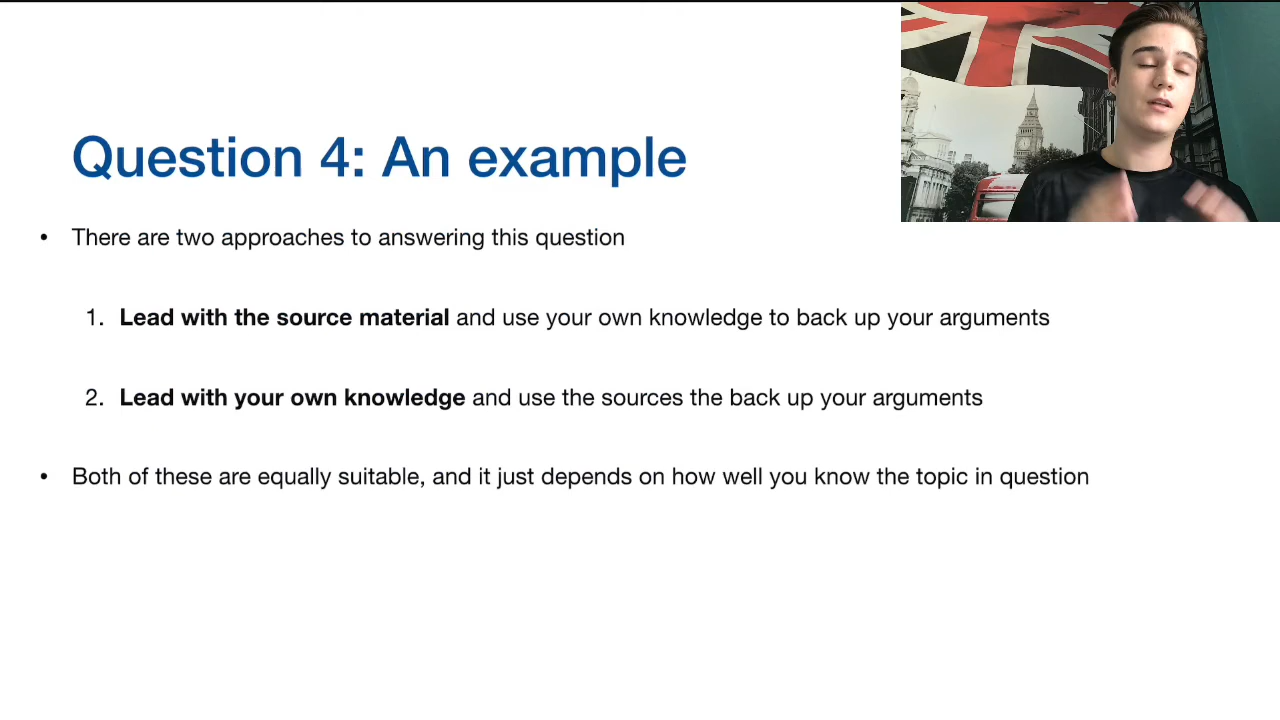 Question 4: An example
• There are two approaches to answering this question
1. Lead with the source material and use your own knowledge to back up your arguments
2. Lead with your own knowledge and use the sources the back up your arguments
• Both of these are equally suitable, and it just depends on how well you know the topic in question